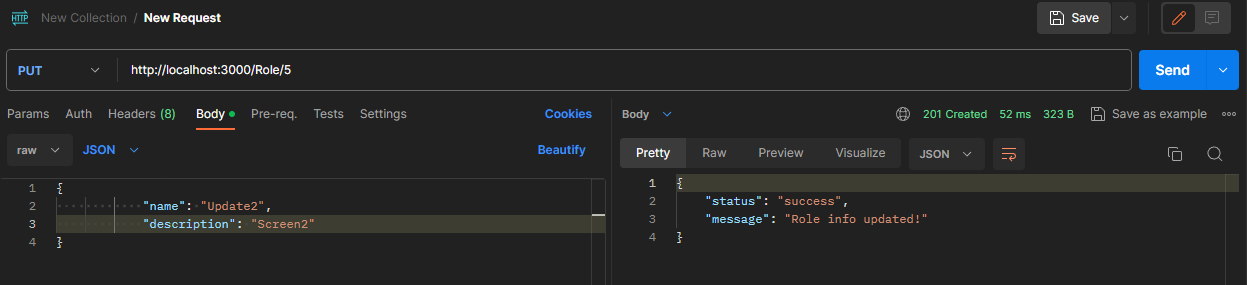 HTTP New Collection / New Request Save
PUT http://localhost:3000/Role/5 Send
Params Auth Headers (8) Body Pre-req. Tests Settings Cookies
raw JSON Beautify
1 {
2 "name": "Update2",
3 "description": "Screen2"
4 }
Body 201 Created 52 ms 323 B Save as example
Pretty Raw Preview Visualize JSON
1 {
2 "status": "success",
3 "message": "Role info updated!"
4 }